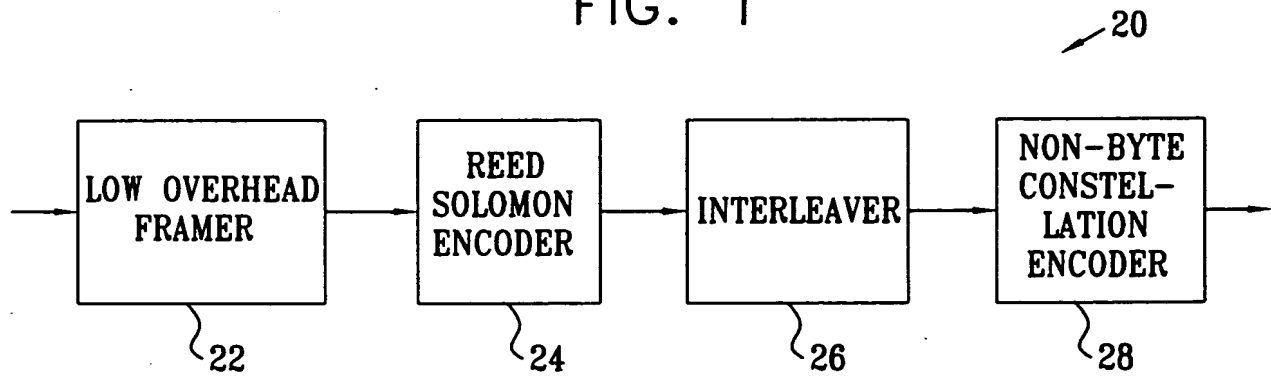 FIG. 1
20
LOW OVERHEAD
FRAMER
REED
SOLOMON
ENCODER
INTERLEAVER
NON-BYTE
CONSTEL-
LATION
ENCODER
22
24
26
28